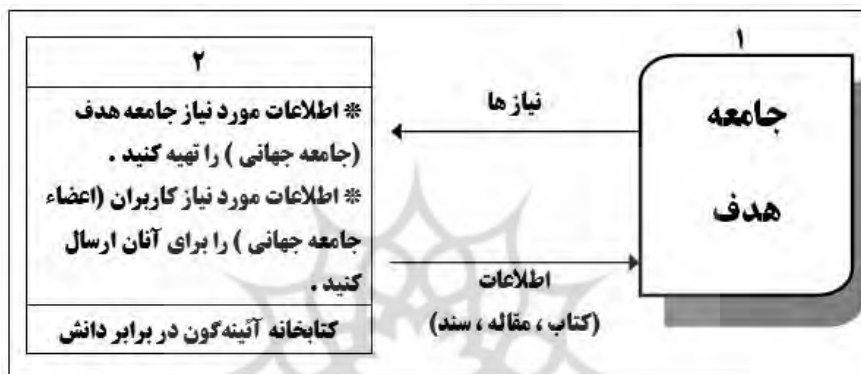 ۱
جامعه
هدف
نیاز ها
اطلاعات
(کتاب ، مقاله ، سند)
۲
* اطلاعات مورد نیاز جامعه هدف
(جامعه جهانی ) را تهیه کنید .
* اطلاعات مورد نیاز کاربران (اعضاء
جامعه جهانی ) را برای آنان ارسال
کنید .
کتابخانه آئینه‌گون در برابر دانش